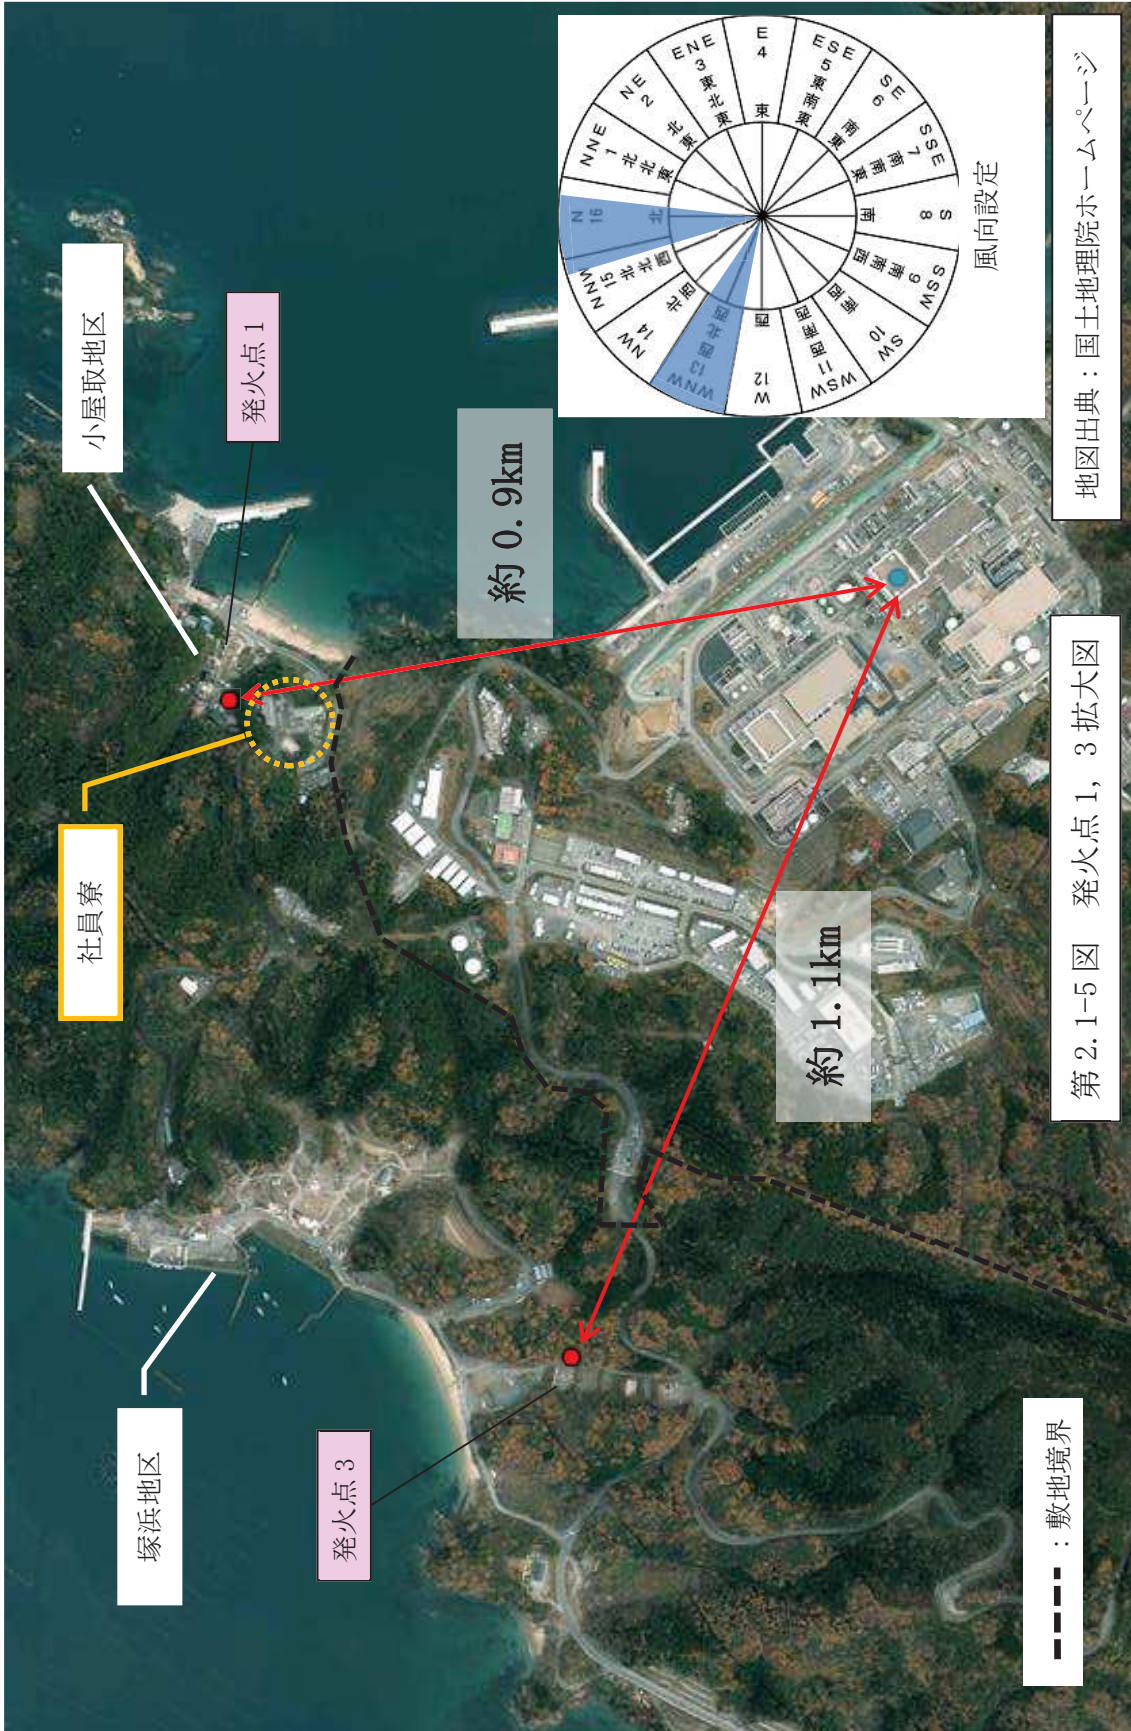 塚浜地区
社員寮
小屋取地区
発火点 3
発火点 1
約 0.9km
約 1.1km
N
16
北
NNE
1
北北東
NE
2
北東
ENE
3
東北東
E
4
東
ESE
5
東南東
SE
6
南東
SSE
7
南南東
S
8
南
SSW
9
南南西
SW
10
南西
WSW
11
西南西
W
12
西
WNW
13
西北西
NW
14
北西
NNW
15
北北西
風向設定
：敷地境界
第 2.1-5 図　発火点 1，3 拡大図
地図出典：国土地理院ホームページ